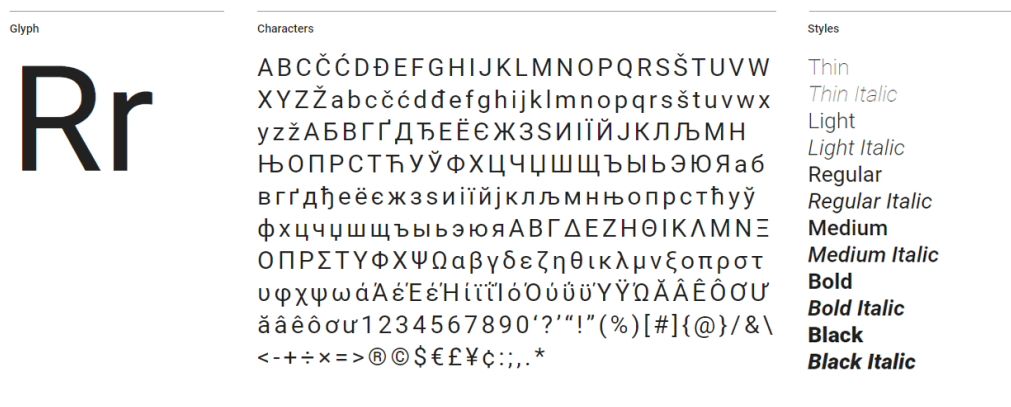 Glyph
Rr
Characters
ABCČĆDĐEFGHIJKLMNOPQRSŠTUVW
XYZŽabcčćdđefghijklmnopqrsštuvwx
yzžАБВГҐДЂЕЁЄЖЗЅИІЇЙЈКЛЉМН
ЊОПРСТЋУЎФХЦЧЏШЩЪЫЬЭЮЯаб
вгґдђеёєжзѕиіїйјклљмнњопрстћуў
фхцчџшщъыьэюяΑΒΓΔΕΖΗΘΙΚΛΜΝΞ
ΟΠΡΣΤΥΦΧΨΩαβγδεζηθικλμνξοπρστ
υφχψωάΆέΈέΉίϊΐΊόΌύΰϋΎΫΏĂÂÊÔƠƯ
ăâêôơư1234567890‘?’“!”(%)[#]{@}/&\
<-+÷×=>®©$€£¥¢:;,.*
Styles
Thin
Thin Italic
Light
Light Italic
Regular
Regular Italic
Medium
Medium Italic
Bold
Bold Italic
Black
Black Italic